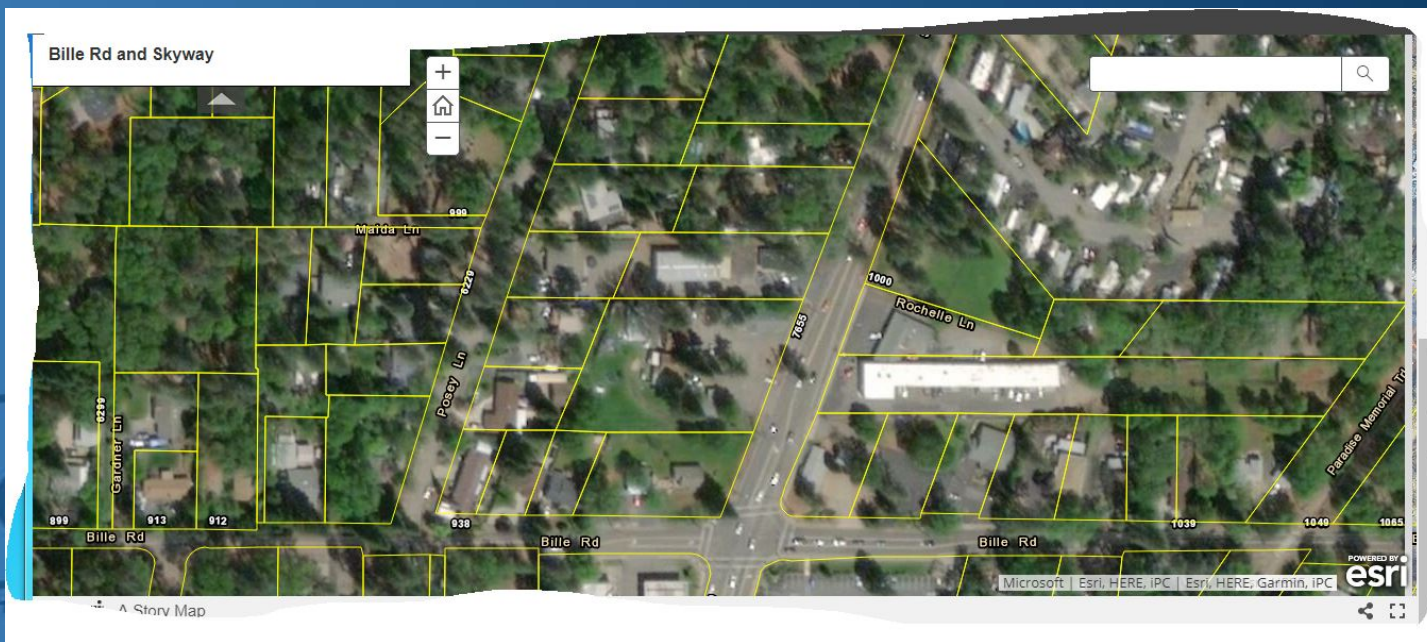 Bille Rd and Skyway
+
−
999
Maida Ln
6229
1000
Rochelle Ln
7655
Posey Ln
6299
Gardner Ln
Paradise Memorial Trl
899
913
912
938
1039
1049
1065
Bille Rd
Bille Rd
Bille Rd
POWERED BY
esri
Microsoft | Esri, HERE, iPC | Esri, HERE, Garmin, iPC
A Story Map